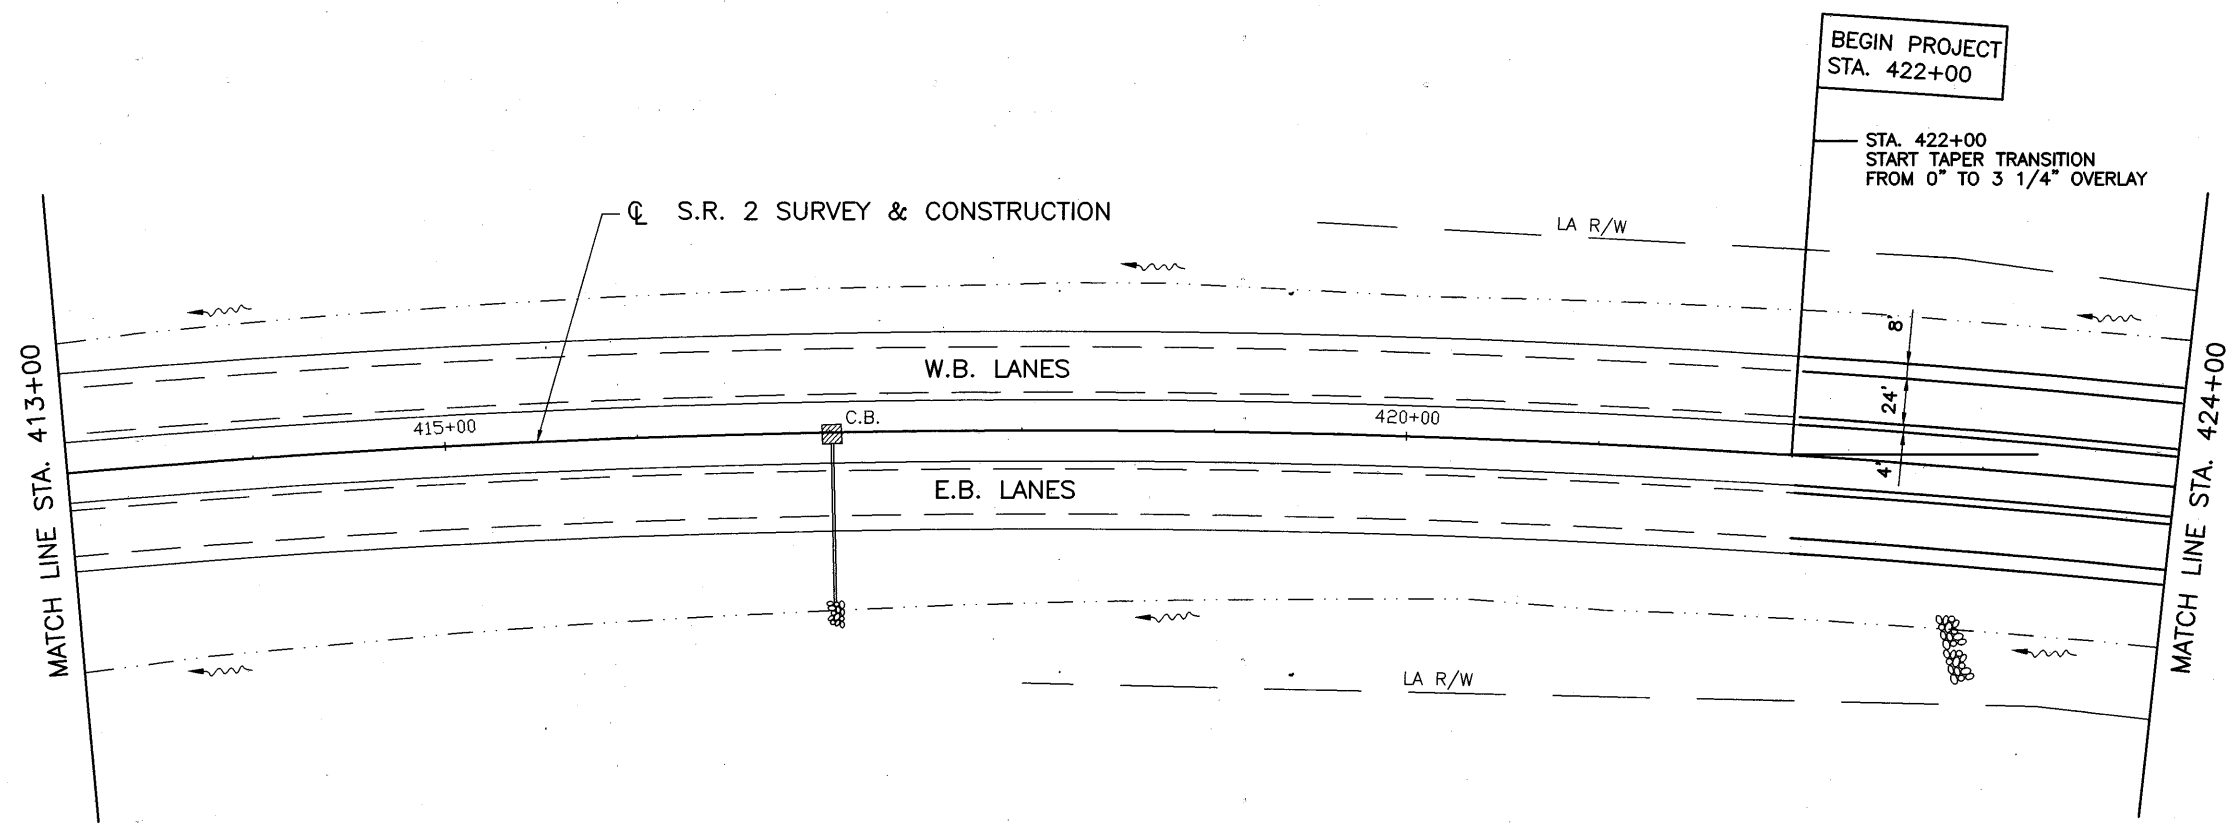 BEGIN PROJECT
STA. 422+00
STA. 422+00
START TAPER TRANSITION
FROM 0" TO 3 1/4" OVERLAY
℄ S.R. 2 SURVEY & CONSTRUCTION
LA R/W
8'
W.B. LANES
24'
415+00
C.B.
420+00
4'
E.B. LANES
LA R/W
MATCH LINE STA. 413+00
MATCH LINE STA. 424+00